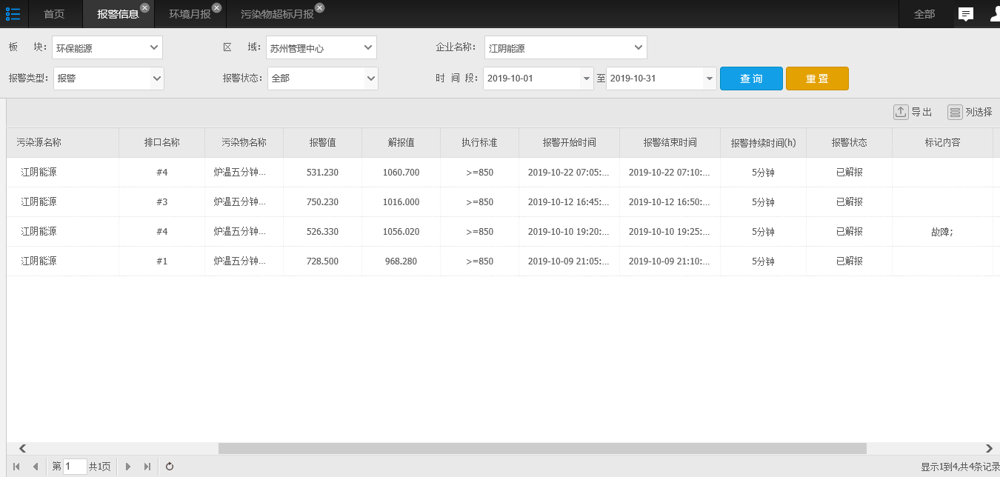 首页 报警信息 环境月报 污染物超标月报 全部
板 块: 环保能源 区 域: 苏州管理中心 企业名称: 江阴能源
报警类型: 报警 报警状态: 全部 时 间 段: 2019-10-01 至 2019-10-31 查 询 重 置
导出 列选择
污染源名称 排口名称 污染物名称 报警值 解报值 执行标准 报警开始时间 报警结束时间 报警持续时间(h) 报警状态 标记内容
江阴能源 #4 炉温五分钟... 531.230 1060.700 >=850 2019-10-22 07:05:... 2019-10-22 07:10:... 5分钟 已解报
江阴能源 #3 炉温五分钟... 750.230 1016.000 >=850 2019-10-12 16:45:... 2019-10-12 16:50:... 5分钟 已解报
江阴能源 #4 炉温五分钟... 526.330 1056.020 >=850 2019-10-10 19:20:... 2019-10-10 19:25:... 5分钟 已解报 故障;
江阴能源 #1 炉温五分钟... 728.500 968.280 >=850 2019-10-09 21:05:... 2019-10-09 21:10:... 5分钟 已解报
第 1 共1页 显示1到4,共4条记录